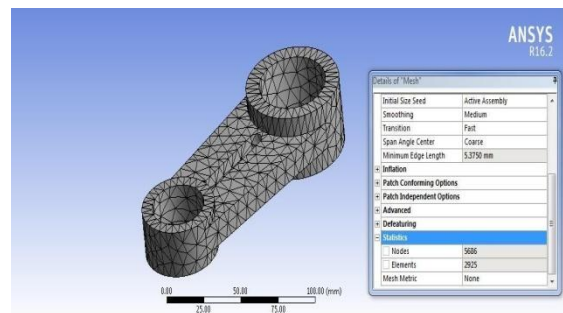 ANSYS
R16.2
Details of "Mesh"
Initial Size Seed Active Assembly
Smoothing Medium
Transition Fast
Span Angle Center Coarse
Minimum Edge Length 5.3750 mm
Inflation
Patch Conforming Options
Patch Independent Options
Advanced
Defeaturing
Statistics
Nodes 5606
Elements 2925
Mesh Metric None
0.00 50.00 100.00 (mm)
25.00 75.00